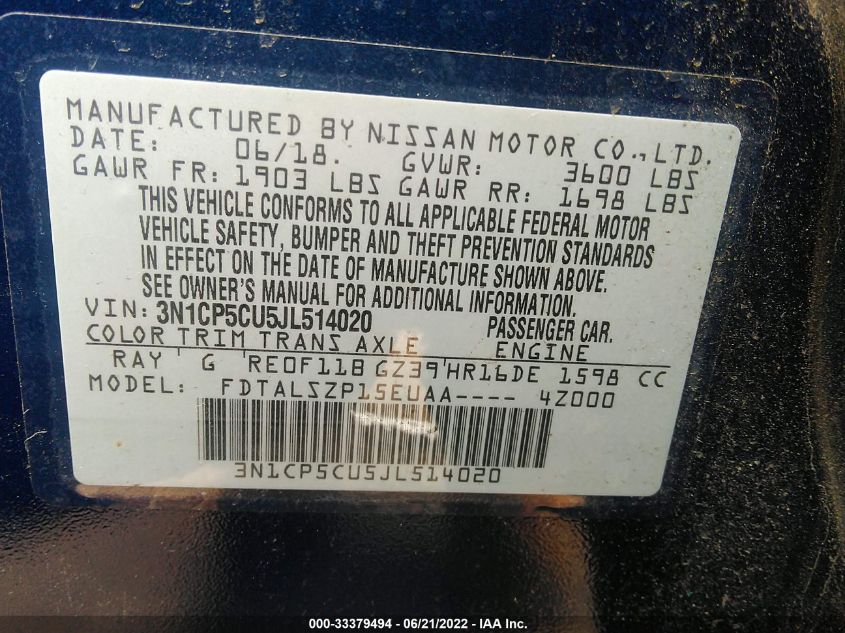 MANUFACTURED BY NISSAN MOTOR CO., LTD.
DATE: 06/18. GVWR: 3600 LBS
GAWR FR: 1903 LBS GAWR RR: 1698 LBS
THIS VEHICLE CONFORMS TO ALL APPLICABLE FEDERAL MOTOR
VEHICLE SAFETY, BUMPER AND THEFT PREVENTION STANDARDS
IN EFFECT ON THE DATE OF MANUFACTURE SHOWN ABOVE.
SEE OWNER'S MANUAL FOR ADDITIONAL INFORMATION.
VIN: 3N1CP5CU5JL514020 PASSENGER CAR.
COLOR TRIM TRANS AXLE ENGINE
RAY G RE0F11B GZ39 HR16DE 1598 CC
MODEL: FDTALSZP15EUAA---- 4Z000
3N1CP5CU5JL514020
000-33379494 - 06/21/2022 - IAA Inc.